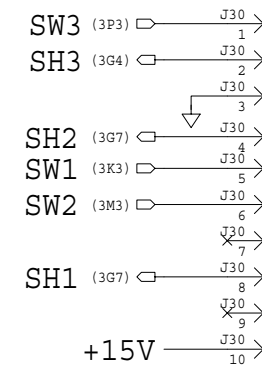 SW3 (3P3) J30 1
SH3 (3G4) J30 2
J30 3
SH2 (3G7) J30 4
SW1 (3K3) J30 5
SW2 (3M3) J30 6
J30 7
SH1 (3G7) J30 8
J30 9
+15V J30 10